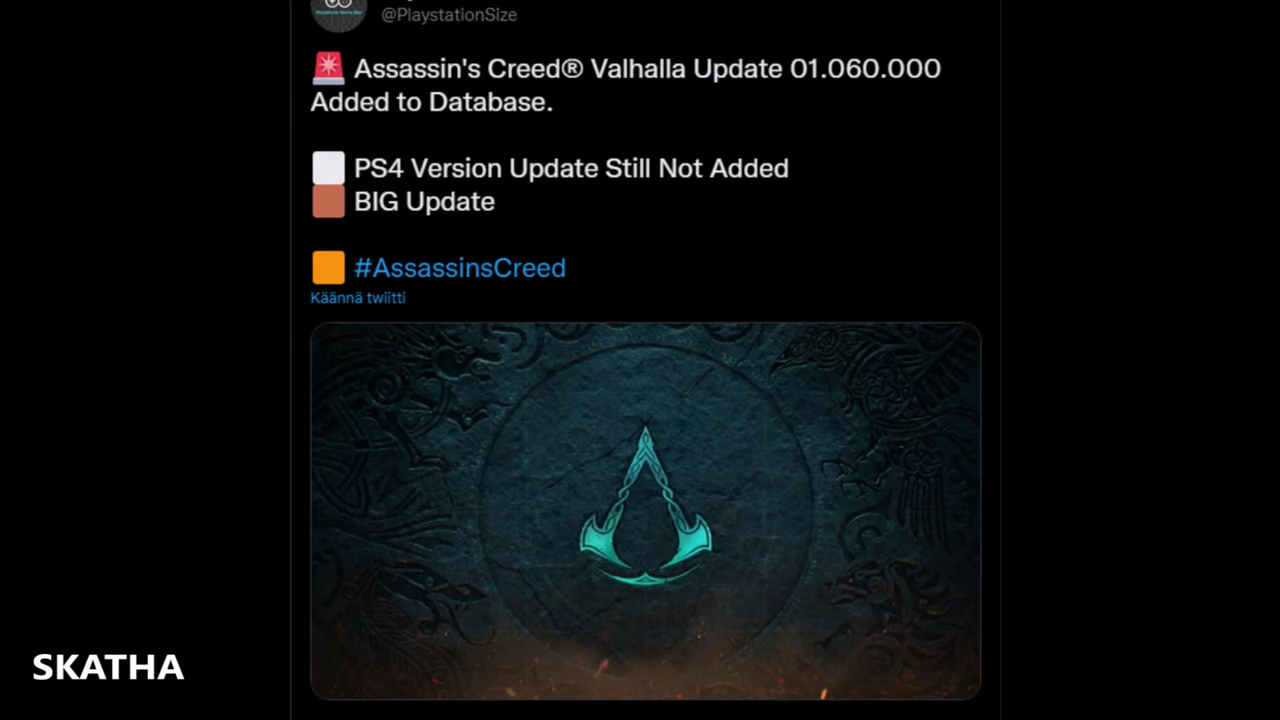 @PlaystationSize
Assassin's Creed® Valhalla Update 01.060.000
Added to Database.
PS4 Version Update Still Not Added
BIG Update
#AssassinsCreed
Käännä twiitti
SKATHA